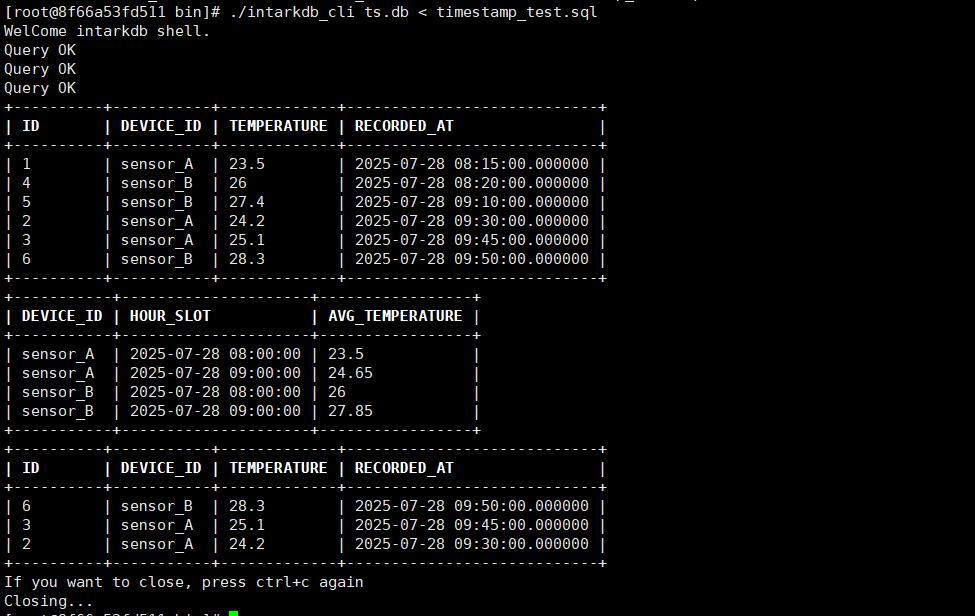 [root@8f66a53fd511 bin]# ./intarkdb_cli ts.db < timestamp_test.sql
WelCome intarkdb shell.
Query OK
Query OK
Query OK
+----------+-----------+-------------+----------------------------+
| ID       | DEVICE_ID | TEMPERATURE | RECORDED_AT                |
+----------+-----------+-------------+----------------------------+
| 1        | sensor_A  | 23.5        | 2025-07-28 08:15:00.000000 |
| 4        | sensor_B  | 26          | 2025-07-28 08:20:00.000000 |
| 5        | sensor_B  | 27.4        | 2025-07-28 09:10:00.000000 |
| 2        | sensor_A  | 24.2        | 2025-07-28 09:30:00.000000 |
| 3        | sensor_A  | 25.1        | 2025-07-28 09:45:00.000000 |
| 6        | sensor_B  | 28.3        | 2025-07-28 09:50:00.000000 |
+----------+-----------+-------------+----------------------------+
+-----------+---------------------+-----------------+
| DEVICE_ID | HOUR_SLOT           | AVG_TEMPERATURE |
+-----------+---------------------+-----------------+
| sensor_A  | 2025-07-28 08:00:00 | 23.5            |
| sensor_A  | 2025-07-28 09:00:00 | 24.65           |
| sensor_B  | 2025-07-28 08:00:00 | 26              |
| sensor_B  | 2025-07-28 09:00:00 | 27.85           |
+-----------+---------------------+-----------------+
+----------+-----------+-------------+----------------------------+
| ID       | DEVICE_ID | TEMPERATURE | RECORDED_AT                |
+----------+-----------+-------------+----------------------------+
| 6        | sensor_B  | 28.3        | 2025-07-28 09:50:00.000000 |
| 3        | sensor_A  | 25.1        | 2025-07-28 09:45:00.000000 |
| 2        | sensor_A  | 24.2        | 2025-07-28 09:30:00.000000 |
+----------+-----------+-------------+----------------------------+
If you want to close, press ctrl+c again
Closing...
[root@8f66a53fd511 bin]#